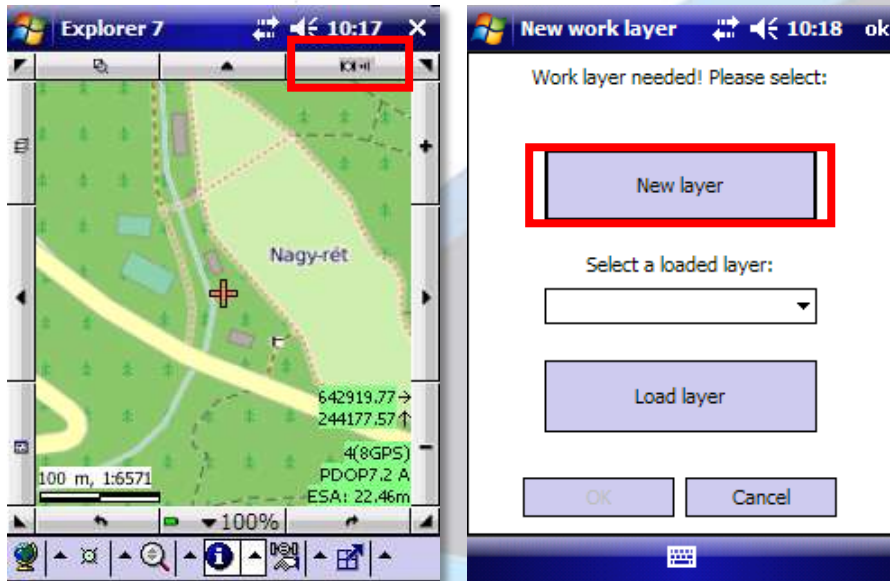 Explorer 7
10:17
Nagy-rét
642919.77→
244177.57↑
4(8GPS)
PDOP7.2 A
ESA: 22.46m
100 m, 1:6571
100%
New work layer
10:18 ok
Work layer needed! Please select:
New layer
Select a loaded layer:
Load layer
OK
Cancel